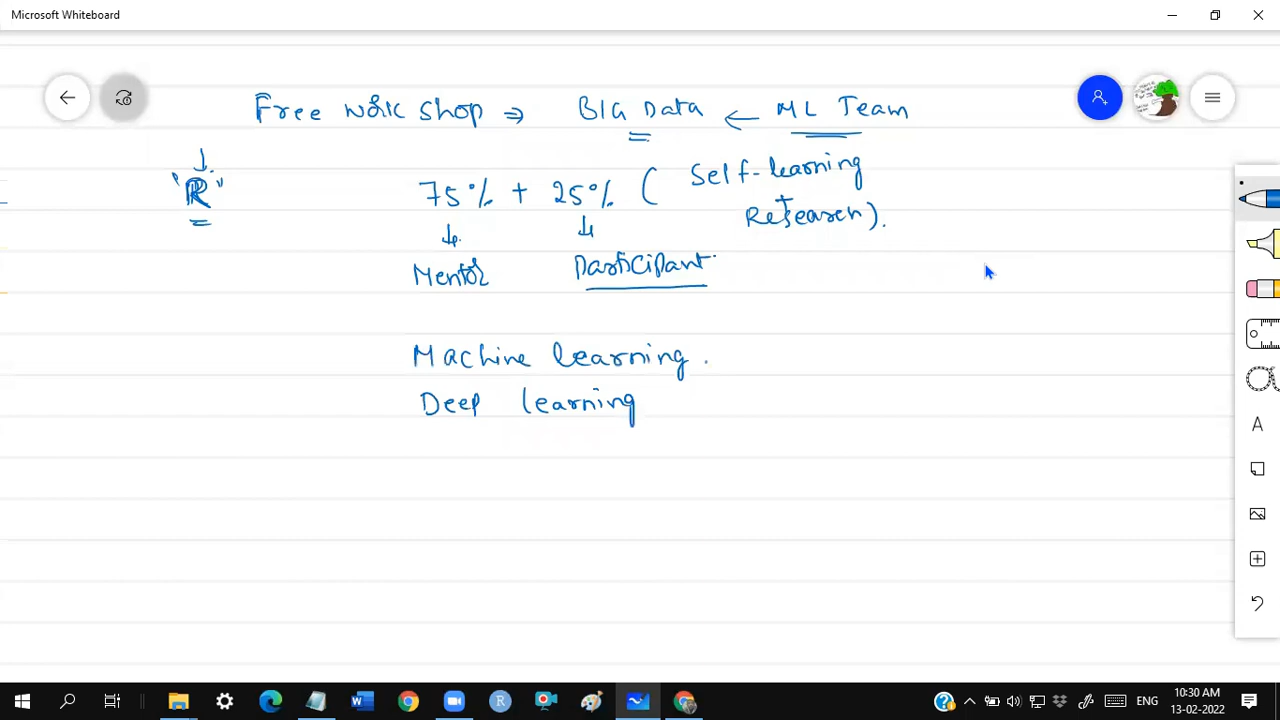 Microsoft Whiteboard
Free work shop ⇒ BIG Data ← ML Team
"R"
75% + 25% ( Self-learning
+
Research).
Mentor Participant.
Machine learning.
Deep learning
A
R
ENG
10:30 AM
13-02-2022